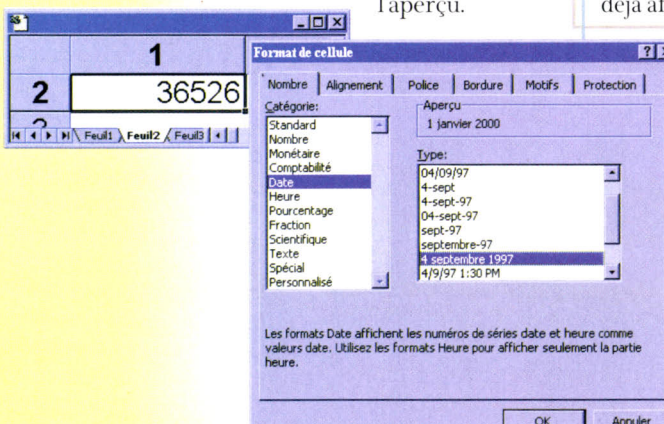 l'aperçu.
1
2
36526
Feuil1
Feuil2
Feuil3
Format de cellule
Nombre
Alignement
Police
Bordure
Motifs
Protection
Catégorie:
Standard
Nombre
Monétaire
Comptabilité
Date
Heure
Pourcentage
Fraction
Scientifique
Texte
Spécial
Personnalisé
Aperçu
1 janvier 2000
Type:
04/09/97
4-sept
4-sept-97
04-sept-97
sept-97
septembre-97
4 septembre 1997
4/9/97 1:30 PM
Les formats Date affichent les numéros de séries date et heure comme
valeurs date. Utilisez les formats Heure pour afficher seulement la partie
heure.
OK
Annuler